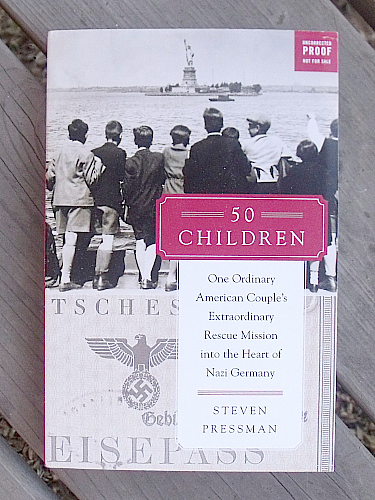 UNCORRECTED
PROOF
NOT FOR SALE
50
CHILDREN
One Ordinary
American Couple's
Extraordinary
Rescue Mission
into the Heart of
Nazi Germany
STEVEN
PRESSMAN
TSCHES
EISEPASS